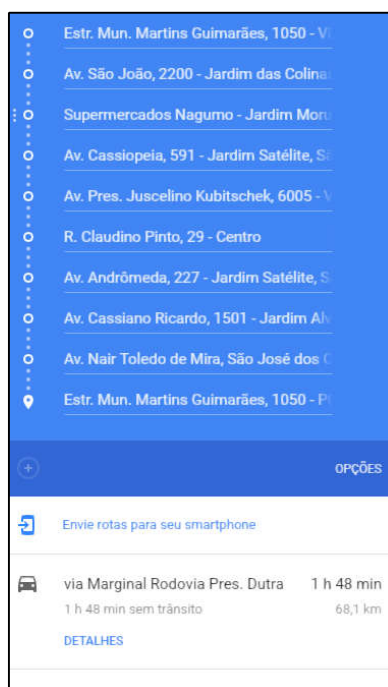 Estr. Mun. Martins Guimarães, 1050 - Vi
Av. São João, 2200 - Jardim das Colinas
Supermercados Nagumo - Jardim Moru
Av. Cassiopeia, 591 - Jardim Satélite, Sã
Av. Pres. Juscelino Kubitschek, 6005 - V
R. Claudino Pinto, 29 - Centro
Av. Andrômeda, 227 - Jardim Satélite, S
Av. Cassiano Ricardo, 1501 - Jardim Al
Av. Nair Toledo de Mira, São José dos C
Estr. Mun. Martins Guimarães, 1050 - P
OPÇÕES
Envie rotas para seu smartphone
via Marginal Rodovia Pres. Dutra 1 h 48 min
1 h 48 min sem trânsito 68,1 km
DETALHES